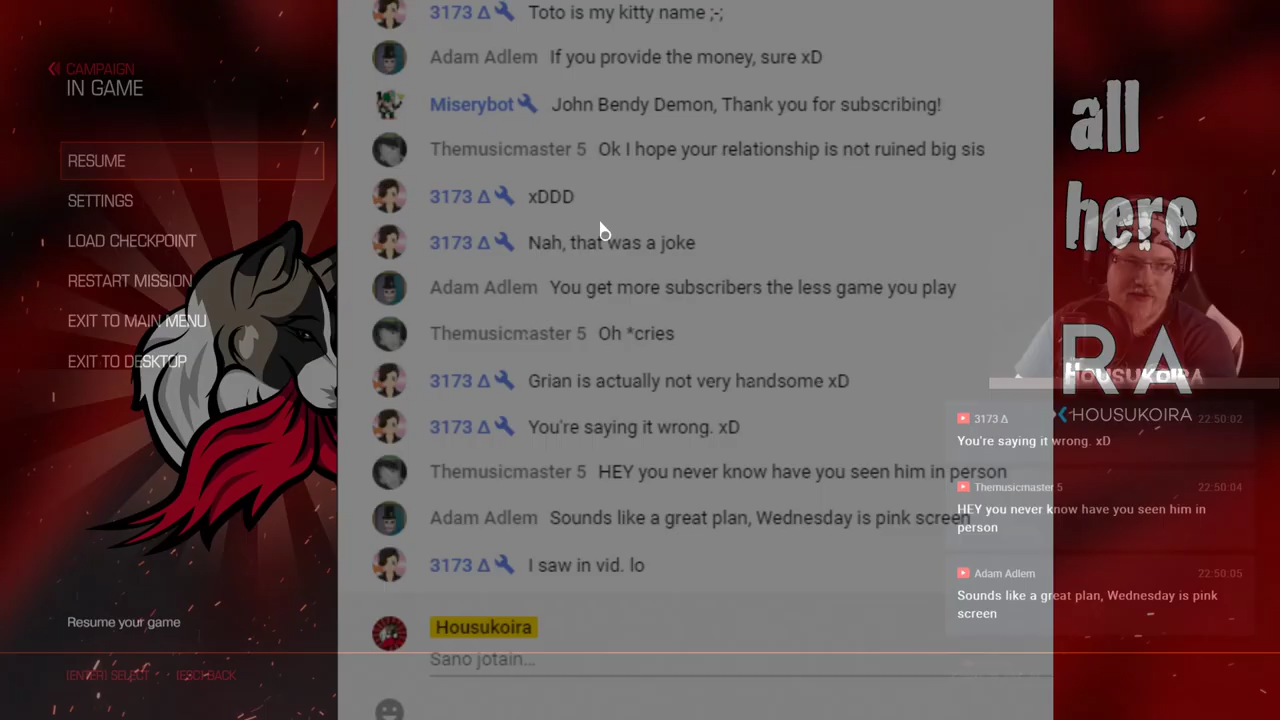 CAMPAIGN
IN GAME
RESUME
SETTINGS
LOAD CHECKPOINT
RESTART MISSION
EXIT TO MAIN MENU
EXIT TO DESKTOP
Resume your game
[ENTER] SELECT [ESC] BACK
3173 Δ Toto is my kitty name ;-;
Adam Adlem If you provide the money, sure xD
Miserybot John Bendy Demon, Thank you for subscribing!
Themusicmaster 5 Ok I hope your relationship is not ruined big sis
3173 Δ xDDD
3173 Δ Nah, that was a joke
Adam Adlem You get more subscribers the less game you play
Themusicmaster 5 Oh *cries
3173 Δ Grian is actually not very handsome xD
3173 Δ You're saying it wrong. xD
Themusicmaster 5 HEY you never know have you seen him in person
Adam Adlem Sounds like a great plan, Wednesday is pink screen
3173 Δ I saw in vid. lo
Housukoira
Sano jotain...
all
here
RA
HOUSUKOIRA
HOUSUKOIRA
3173 Δ 22:50:02
You're saying it wrong. xD
Themusicmaster 5 22:50:04
HEY you never know have you seen him in
person
Adam Adlem 22:50:05
Sounds like a great plan, Wednesday is pink
screen